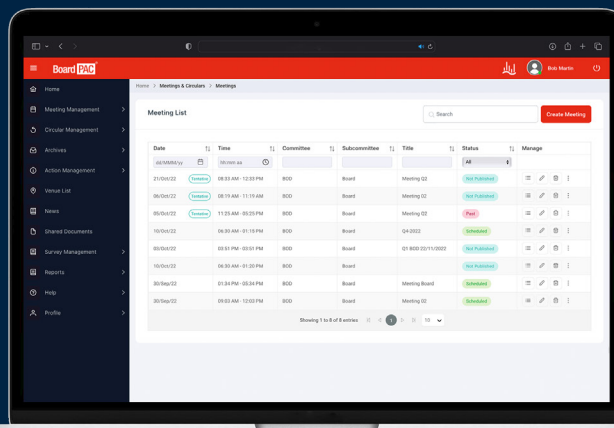 Board PAC
Bob Martin
Home
Home > Meetings & Circulars > Meetings
Meeting Management
Meeting List
Search
Create Meeting
Circular Management
Archives
Action Management
Venue List
News
Shared Documents
Survey Management
Reports
Help
Profile
Date Time Committee Subcommittee Title Status Manage
dd/MMM/yy hh:mm aa All
21/Oct/22 Tentative 08:33 AM - 12:33 PM BOD Board Meeting Q2 Not Published
06/Oct/22 Tentative 08:19 AM - 11:19 AM BOD Board Meeting 02 Not Published
05/Oct/22 Tentative 11:25 AM - 05:25 PM BOD Board Meeting Q2 Past
10/Oct/22 06:30 AM - 01:15 PM BOD Board Q4-2022 Scheduled
03/Oct/22 03:51 PM - 03:51 PM BOD Board Q1 BOD 22/11/2022 Not Published
10/Oct/22 06:30 AM - 01:20 PM BOD Board Not Published
30/Sep/22 01:34 PM - 05:34 PM BOD Board Meeting Board Scheduled
30/Sep/22 09:03 AM - 12:03 PM BOD Board Meeting 02 Scheduled
Showing 1 to 8 of 8 entries 1 10